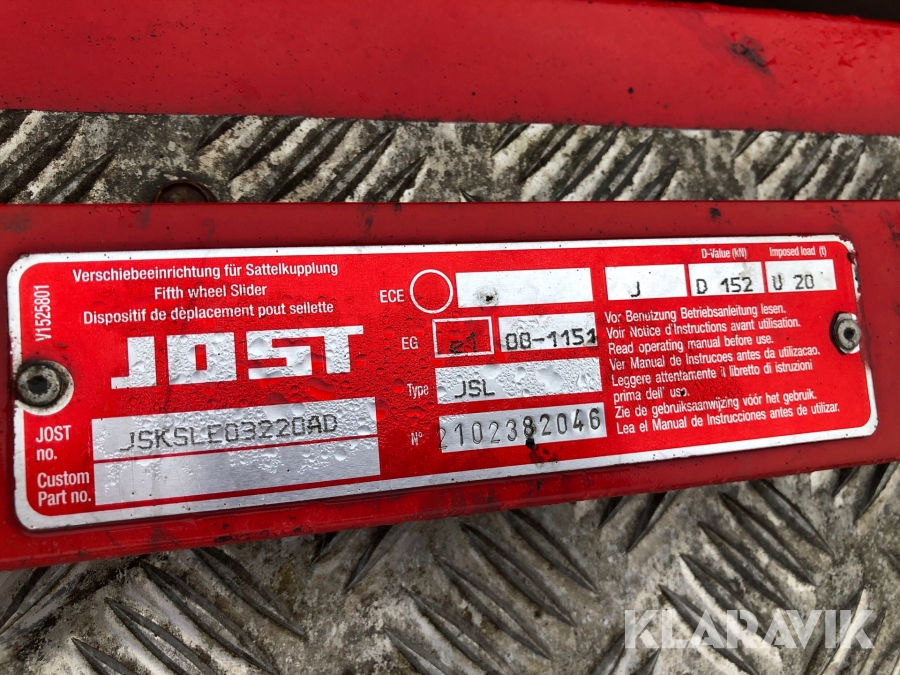 Verschiebeeinrichtung für Sattelkupplung
Fifth wheel Slider
Dispositif de déplacement pout sellette
V1525801
JOST
JOST no. JSKSLE03220AD
Custom Part no.
ECE
EG e1 08-1151
Type JSL
N° 2102382046
J
D-Value (kN)
D 152
Imposed load (t)
U 20
Vor Benutzung Betriebsanleitung lesen.
Voir Notice d'Instructions avant utilisation.
Read operating manual before use.
Ver Manual de Instrucoes antes da utilizacao.
Leggere attentamente il libretto di istruzioni
prima dell' uso.
Zie de gebruiksaanwijzing vóór het gebruik.
Lea el Manual de Instrucciones antes de utilizar.
KLARAVIK